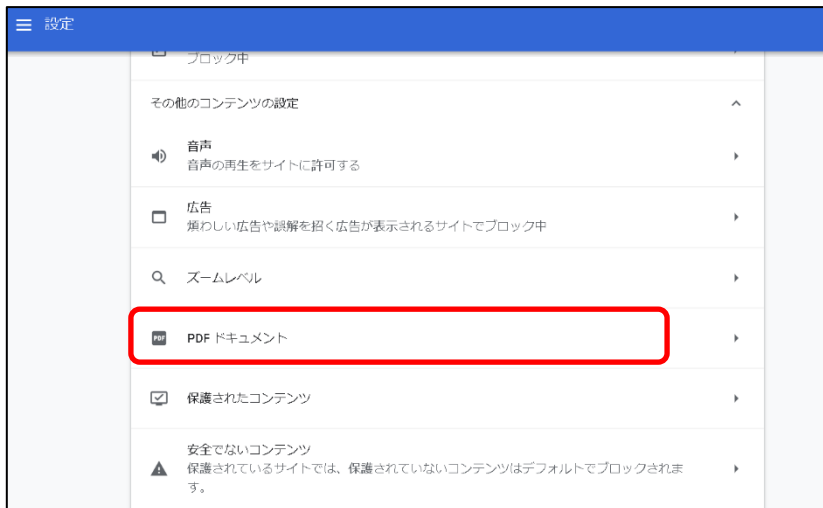 設定
ブロック中
その他のコンテンツの設定
音声
音声の再生をサイトに許可する
広告
煩わしい広告や誤解を招く広告が表示されるサイトでブロック中
ズームレベル
PDF
PDF ドキュメント
保護されたコンテンツ
安全でないコンテンツ
保護されているサイトでは、保護されていないコンテンツはデフォルトでブロックされま
す。